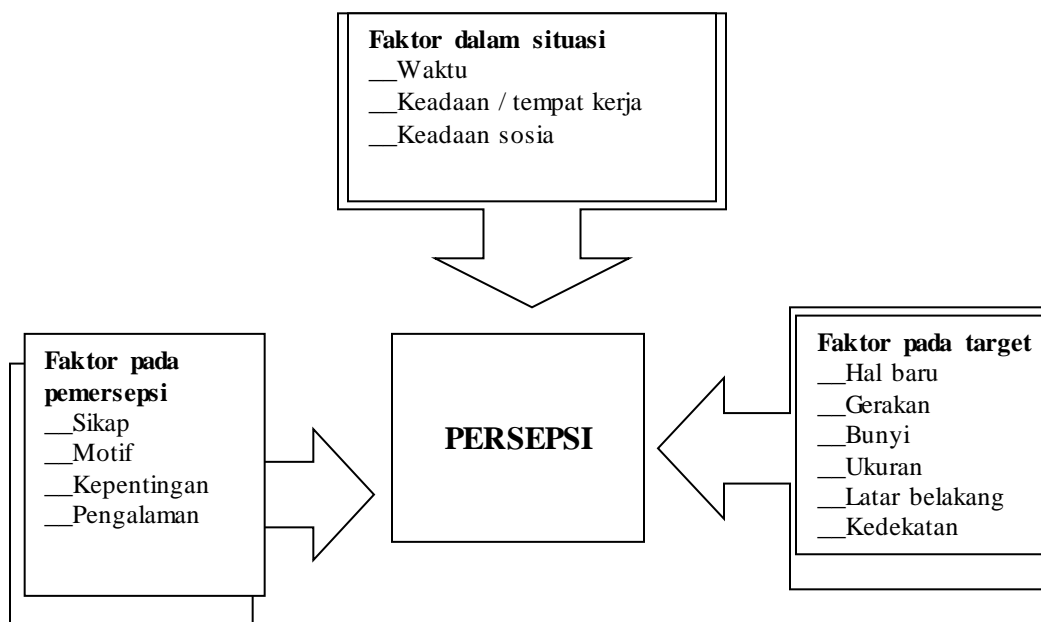 Faktor dalam situasi
__Waktu
__Keadaan / tempat kerja
__Keadaan sosia
Faktor pada
pemersepsi
__Sikap
__Motif
__Kepentingan
__Pengalaman
PERSEPSI
Faktor pada target
__Hal baru
__Gerakan
__Bunyi
__Ukuran
__Latar belakang
__Kedekatan